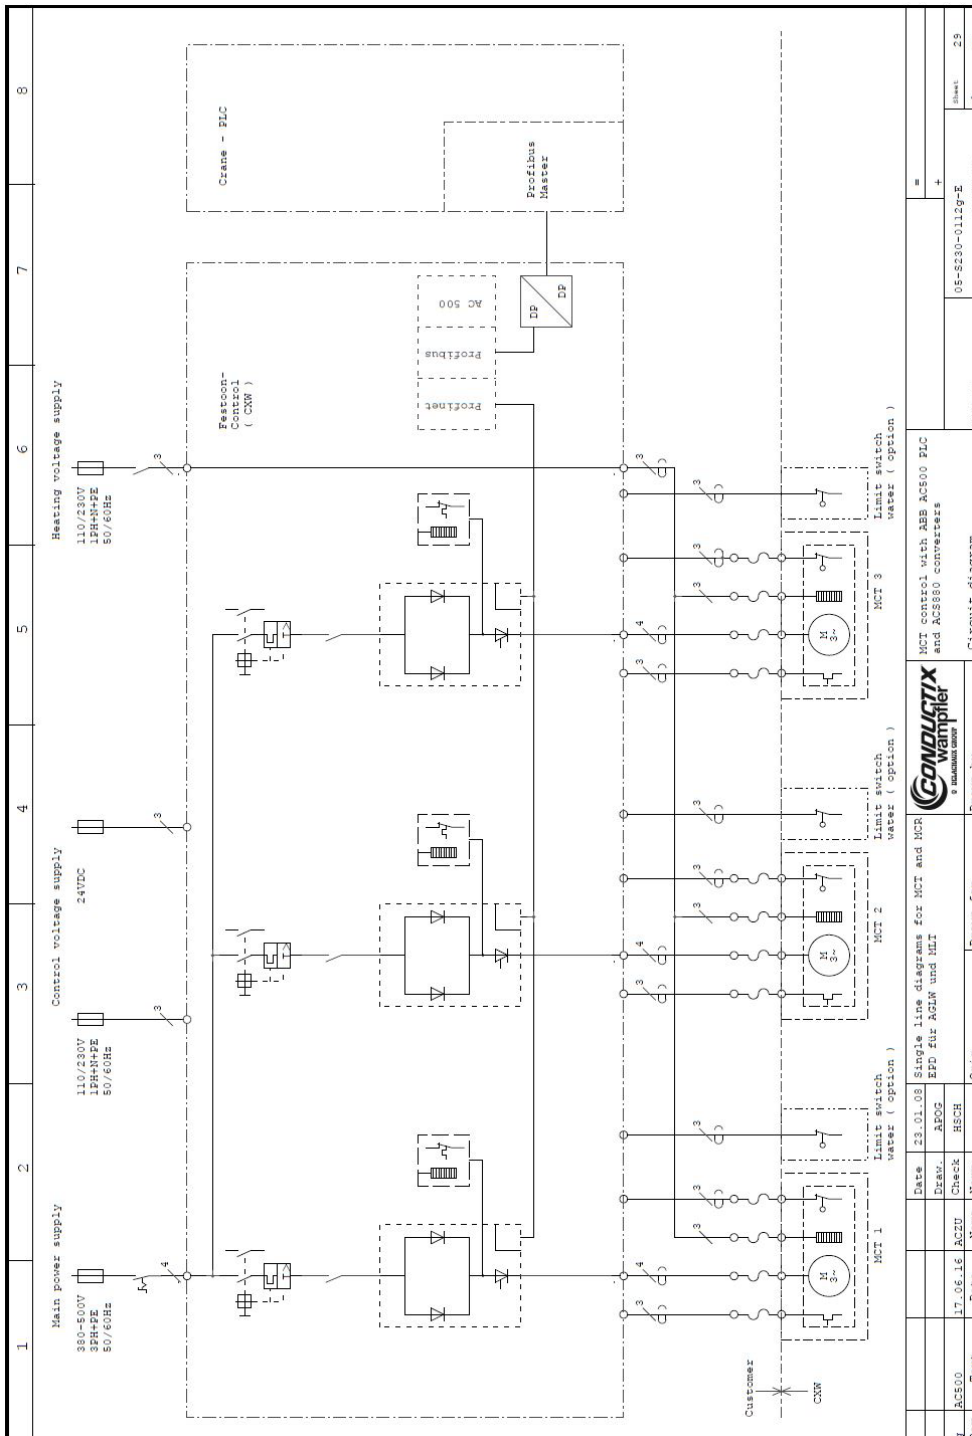 1
2
3
4
5
6
7
8
Main power supply
380-500V
3PH+PE
50/60Hz
4
Control voltage supply
110/230V
1PH+N+PE
50/60Hz
3
24VDC
3
Heating voltage supply
110/230V
1PH+N+PE
50/60Hz
3
Festoon-
Control
( CXW )
Profinet
Profibus
AC 500
DP
DP
Crane - PLC
Profibus
Master
3
4
3
3
3
3
4
3
3
3
3
4
3
3
3
3
Customer
CXW
M
3~
MCT 1
Limit switch
water ( option )
M
3~
MCT 2
Limit switch
water ( option )
M
3~
MCT 3
Limit switch
water ( option )
AC500
17.06.16
ACZU
Date
23.01.08
Draw.
APOG
Check
HSCH
Single line diagrams for MCT and MCR
EPD für AGLW und MLT
CONDUCTIX
wampfler
MCT control with ABB AC500 PLC
and ACS880 converters
Circuit diagram
=
+
05-S230-0112g-E
Sheet
29